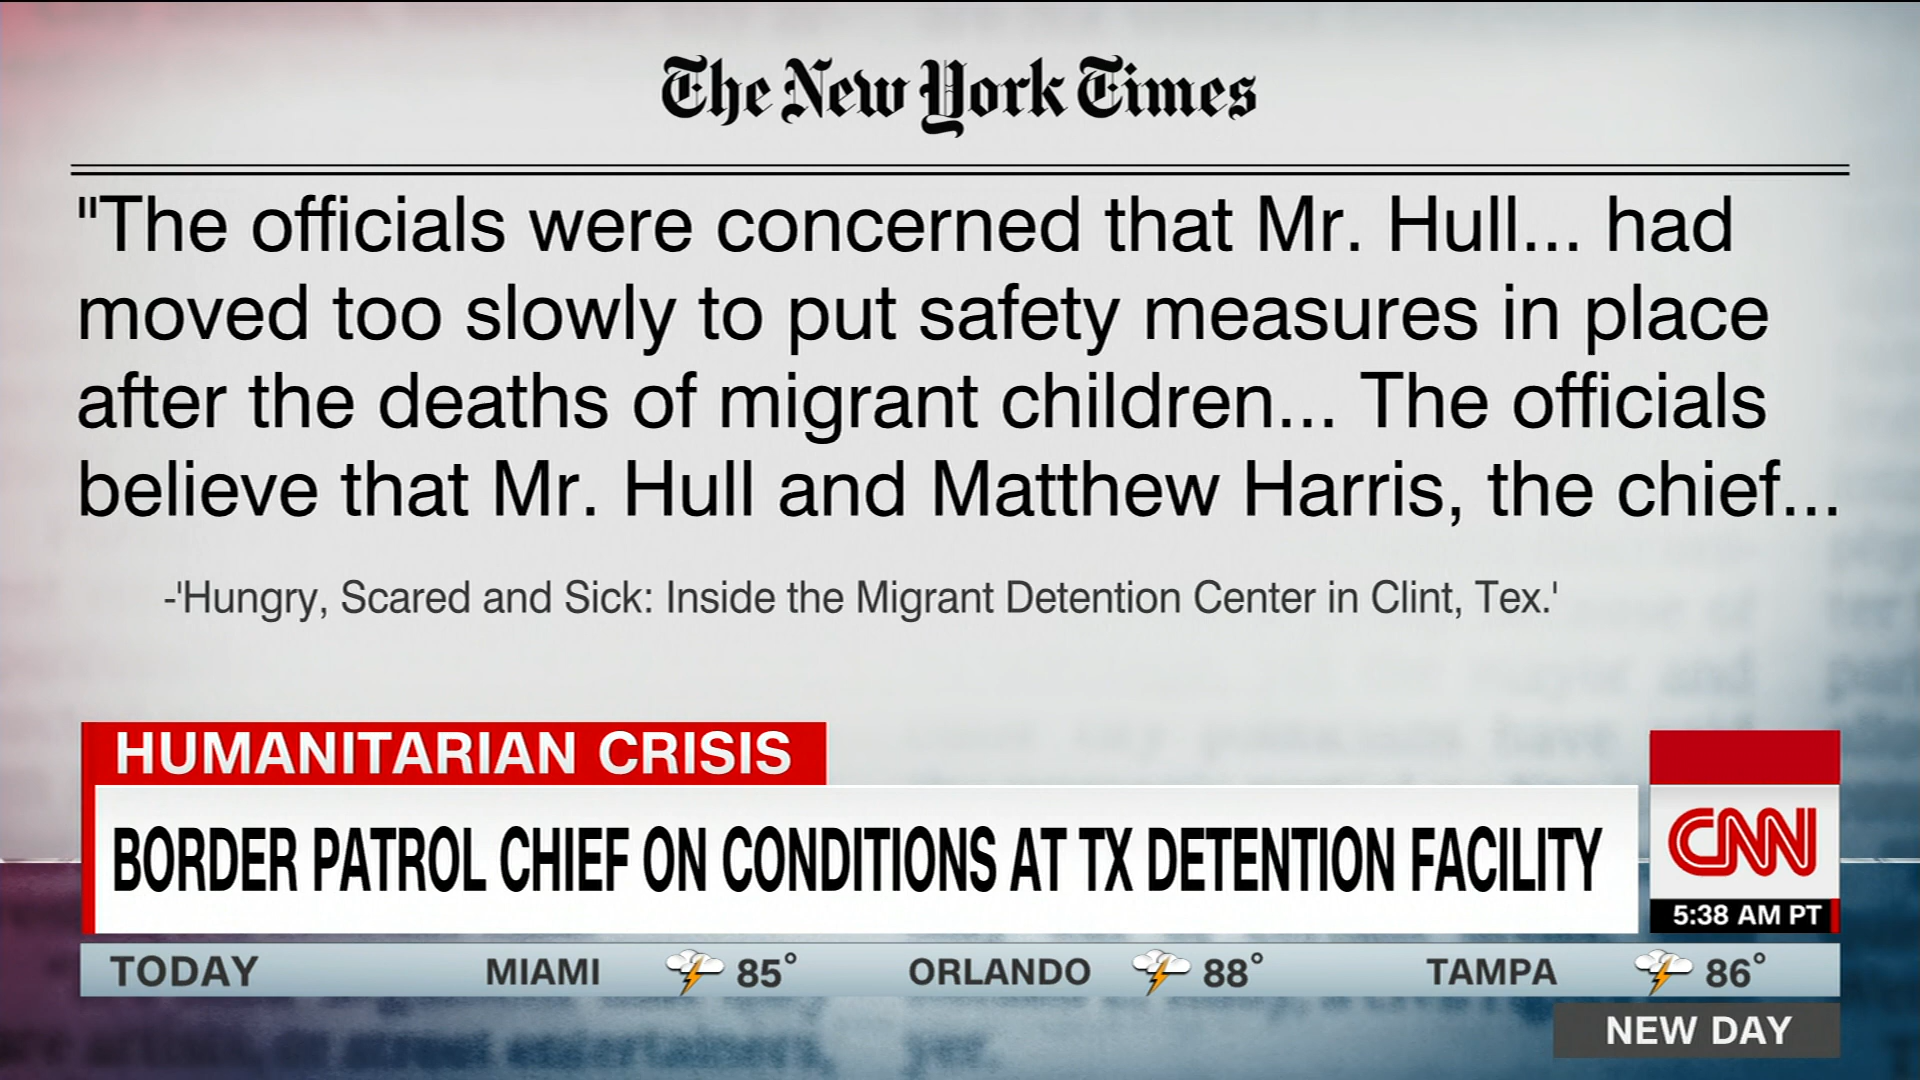 The New York Times
"The officials were concerned that Mr. Hull... had
moved too slowly to put safety measures in place
after the deaths of migrant children... The officials
believe that Mr. Hull and Matthew Harris, the chief...
-'Hungry, Scared and Sick: Inside the Migrant Detention Center in Clint, Tex.'
HUMANITARIAN CRISIS
BORDER PATROL CHIEF ON CONDITIONS AT TX DETENTION FACILITY
CNN
5:38 AM PT
TODAY MIAMI 85° ORLANDO 88° TAMPA 86°
NEW DAY